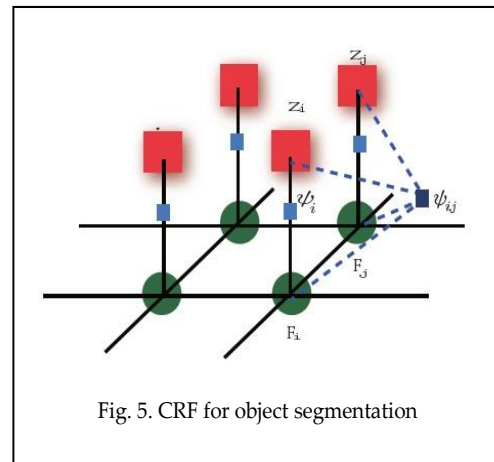 z_j
z_i
ψ_i
ψ_ij
F_j
F_i
Fig. 5. CRF for object segmentation